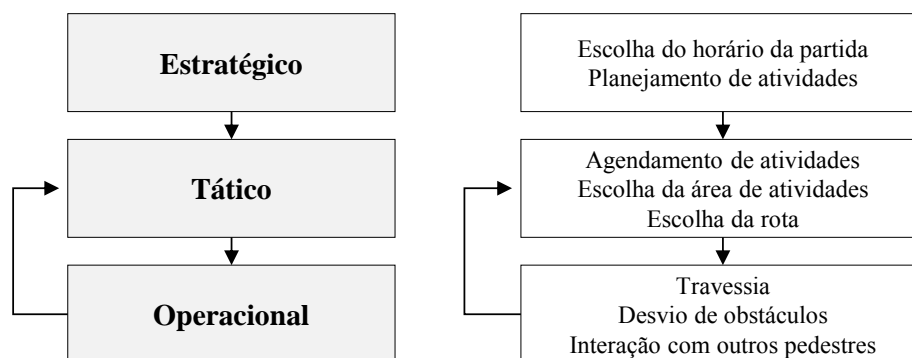 Estratégico
Escolha do horário da partida
Planejamento de atividades
Tático
Agendamento de atividades
Escolha da área de atividades
Escolha da rota
Operacional
Travessia
Desvio de obstáculos
Interação com outros pedestres